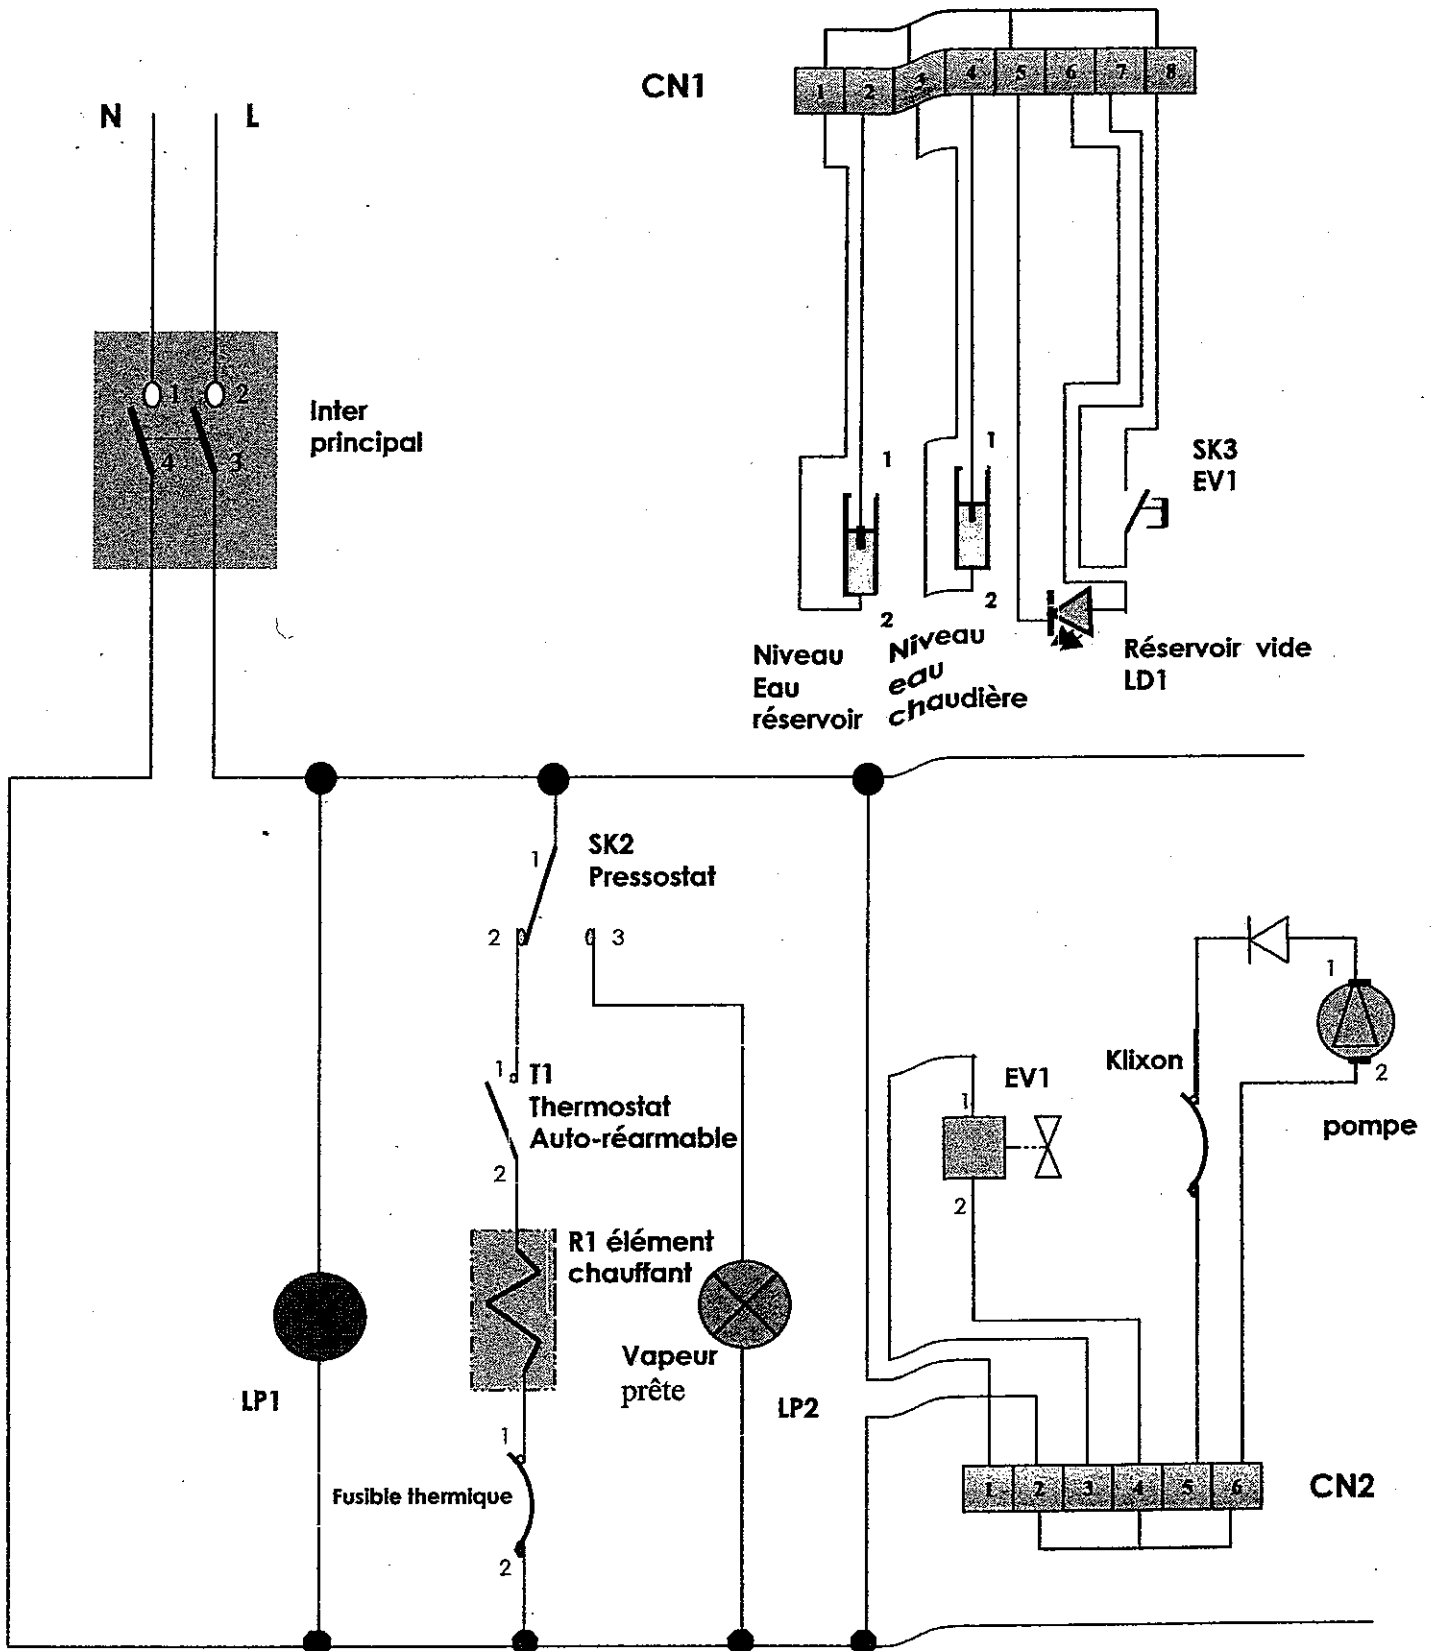 CN1
1 2 4 5 6 7 8
N L
1 2
Inter
principal
4 3
1
1
SK3
EV1
2
2
Niveau
Eau
réservoir
Niveau
eau
chaudière
Réservoir vide
LD1
SK2
Pressostat
1
2 3
1
T1
Thermostat
Auto-réarmable
2
R1 élément
chauffant
Vapeur
prête
LP1
LP2
1
Fusible thermique
2
EV1
1
2
Klixon
1
2
pompe
1 2 3 4 5 6
CN2